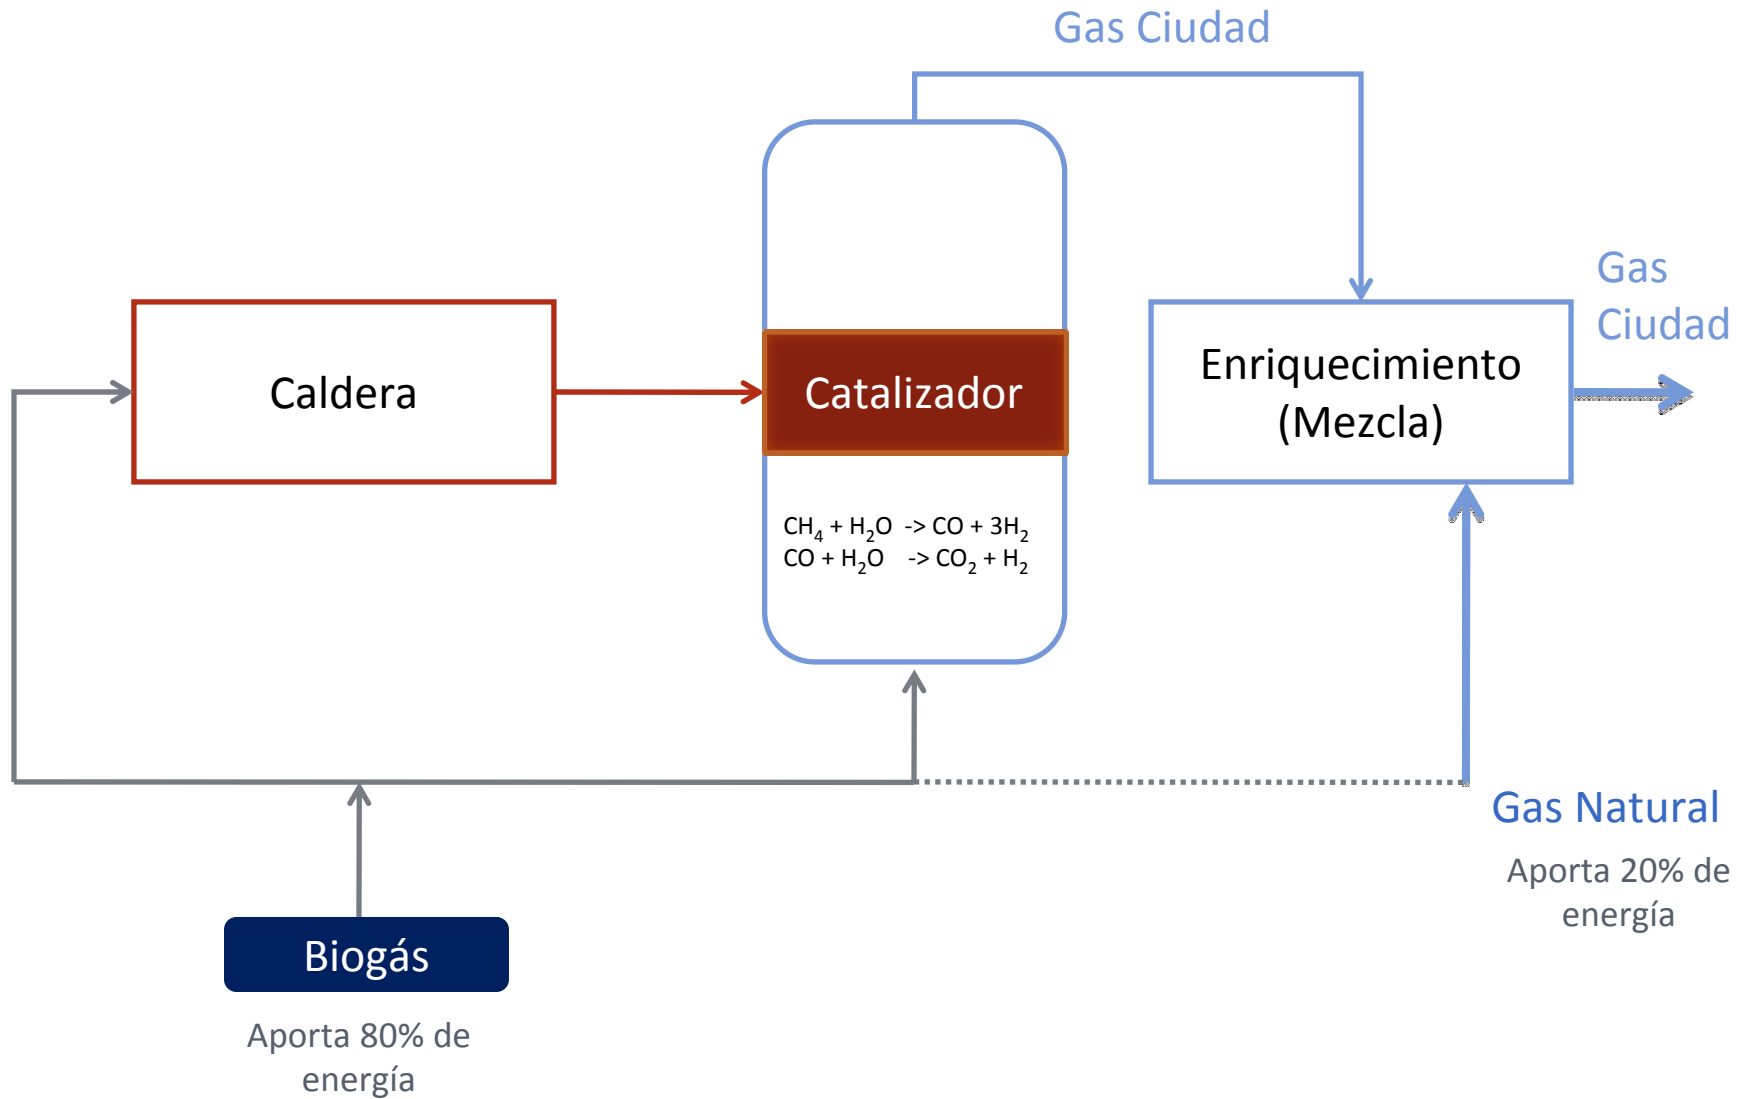 Gas Ciudad
Gas
Ciudad
Caldera
Catalizador
Enriquecimiento
(Mezcla)
CH₄ + H₂O -> CO + 3H₂
CO + H₂O -> CO₂ + H₂
Gas Natural
Aporta 20% de
energía
Biogás
Aporta 80% de
energía